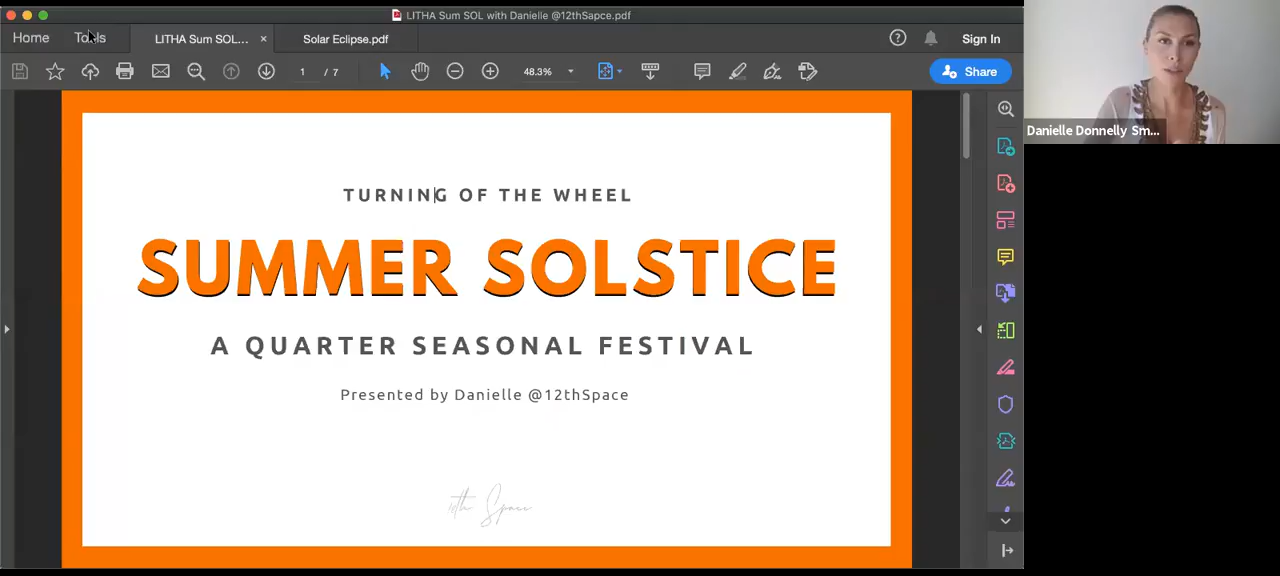 LITHA Sum SOL with Danielle @12thSapce.pdf
Home Tools LITHA Sum SOL... × Solar Eclipse.pdf Sign In
1 / 7 48.3% Share
Danielle Donnelly Sm...
TURNING OF THE WHEEL
SUMMER SOLSTICE
A QUARTER SEASONAL FESTIVAL
Presented by Danielle @12thSpace
12th Space